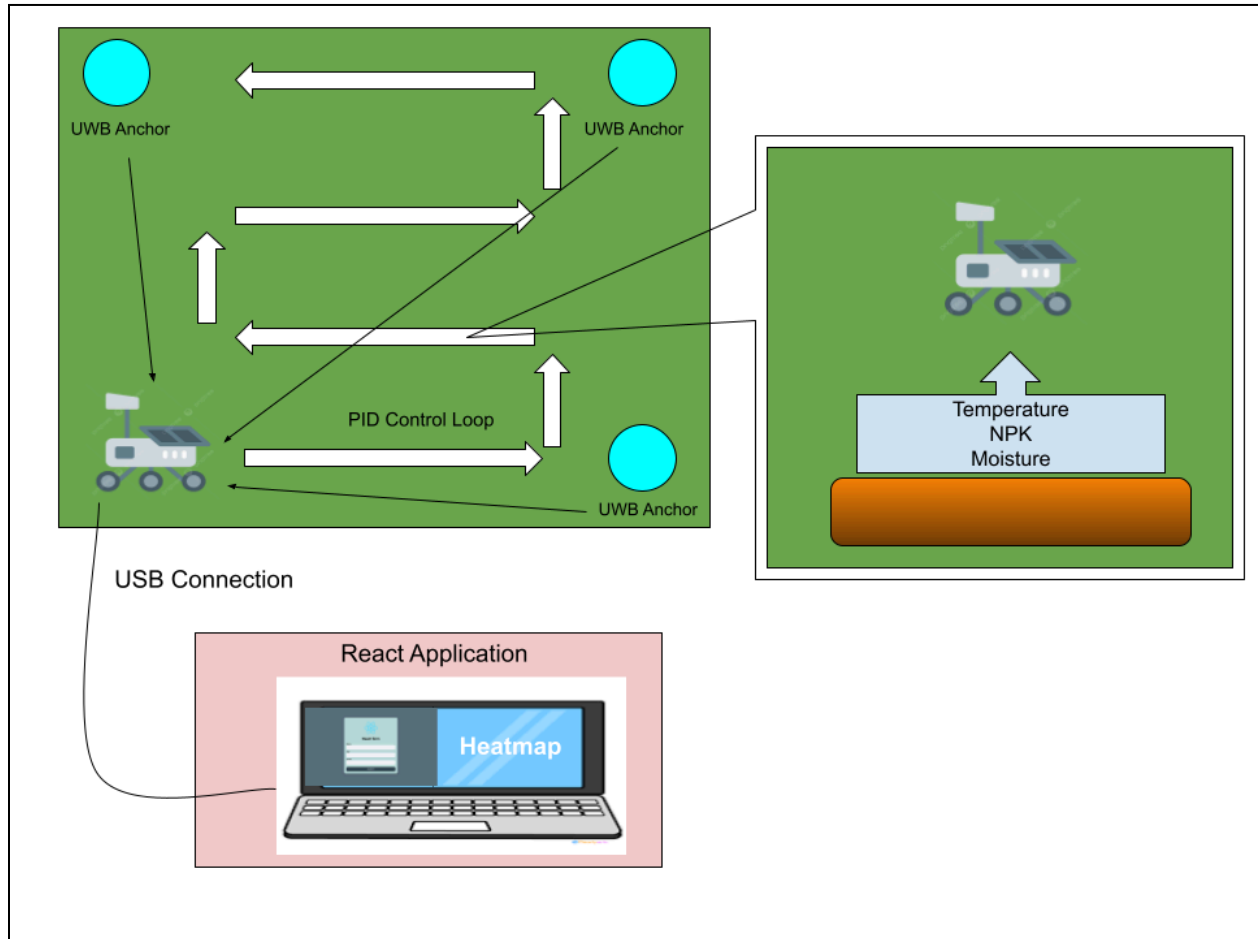 UWB Anchor
UWB Anchor
PID Control Loop
UWB Anchor
Temperature
NPK
Moisture
USB Connection
React Application
Heatmap